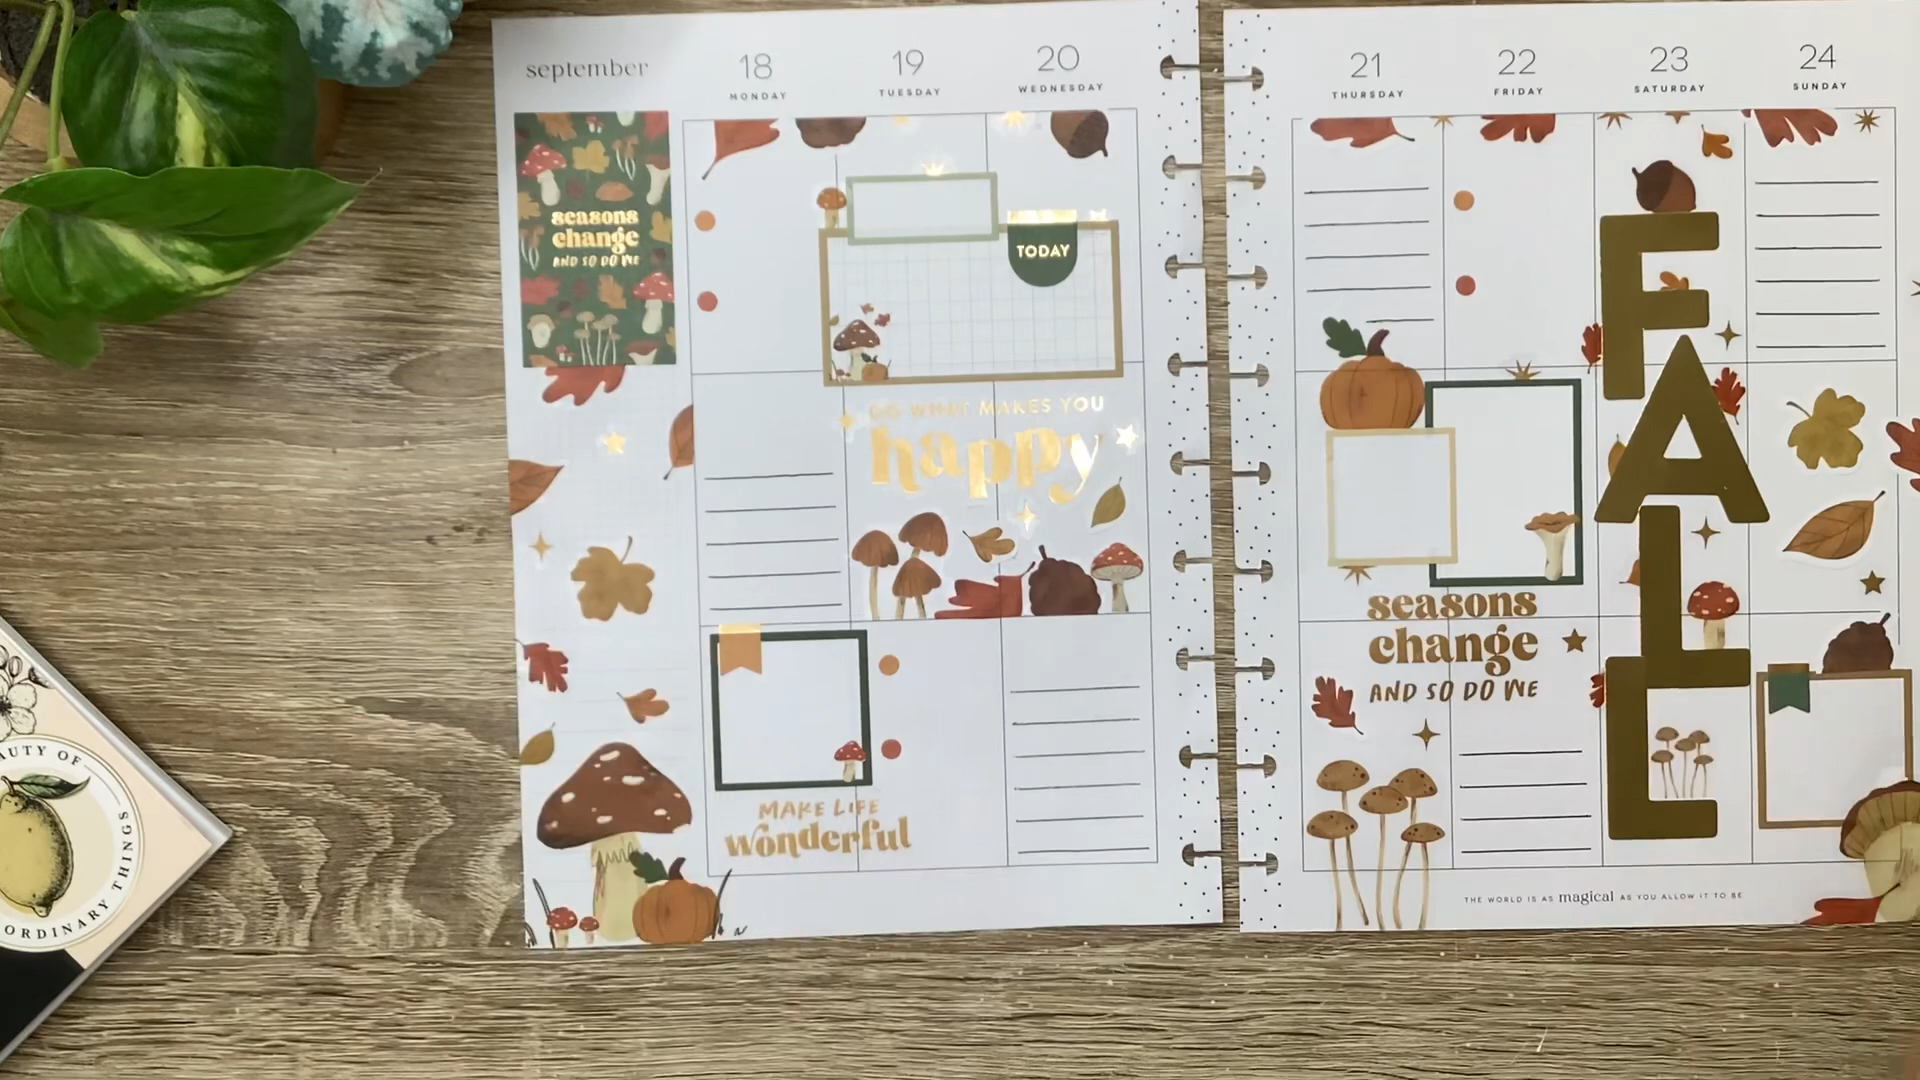 september
18
MONDAY
19
TUESDAY
20
WEDNESDAY
seasons
change
AND SO DO WE
TODAY
DO WHAT MAKES YOU
happy
MAKE LIFE
wonderful
21
THURSDAY
22
FRIDAY
23
SATURDAY
24
SUNDAY
FALL
seasons
change
AND SO DO WE
THE WORLD IS AS magical AS YOU ALLOW IT TO BE.
AUTY OF
ORDINARY THINGS